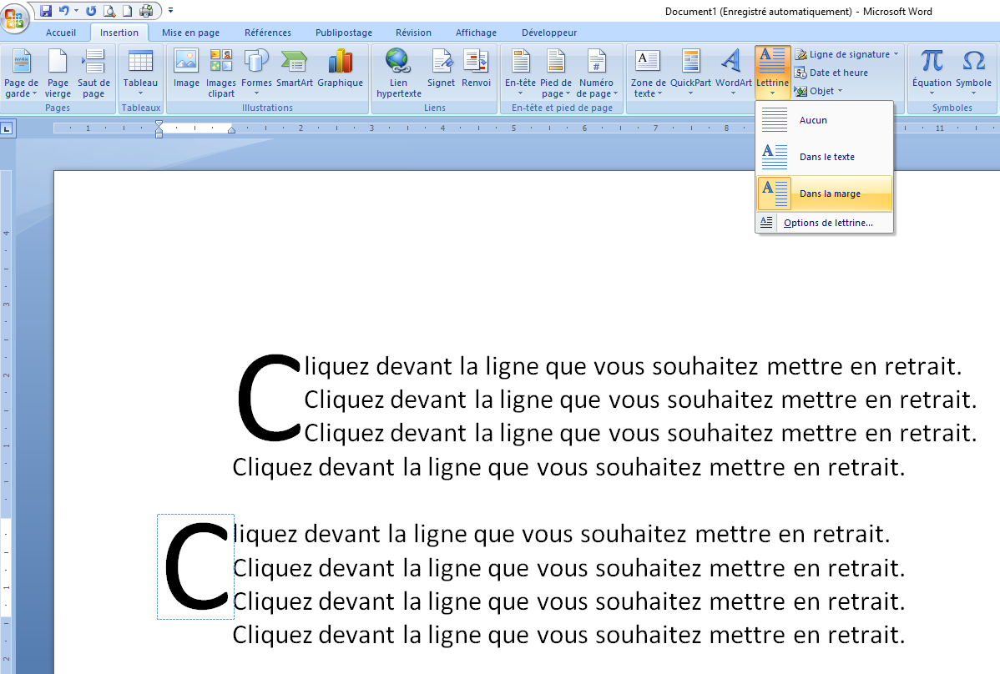 Document1 (Enregistré automatiquement) - Microsoft Word
Accueil Insertion Mise en page Références Publipostage Révision Affichage Développeur
Page de garde
Page vierge
Saut de page
Pages
Tableau
Tableaux
Image
Images clipart
Formes
SmartArt
Graphique
Illustrations
Lien hypertexte
Signet
Renvoi
Liens
En-tête
Pied de page
Numéro de page
En-tête et pied de page
Zone de texte
QuickPart
WordArt
Lettrine
Ligne de signature
Date et heure
Objet
Équation
Symbole
Symboles
Aucun
Dans le texte
Dans la marge
Options de lettrine...
1 1 2 3 4 5 6 7 8 11
4
3
2
1
1
2
Cliquez devant la ligne que vous souhaitez mettre en retrait.
Cliquez devant la ligne que vous souhaitez mettre en retrait.
Cliquez devant la ligne que vous souhaitez mettre en retrait.
Cliquez devant la ligne que vous souhaitez mettre en retrait.
Cliquez devant la ligne que vous souhaitez mettre en retrait.
Cliquez devant la ligne que vous souhaitez mettre en retrait.
Cliquez devant la ligne que vous souhaitez mettre en retrait.
Cliquez devant la ligne que vous souhaitez mettre en retrait.